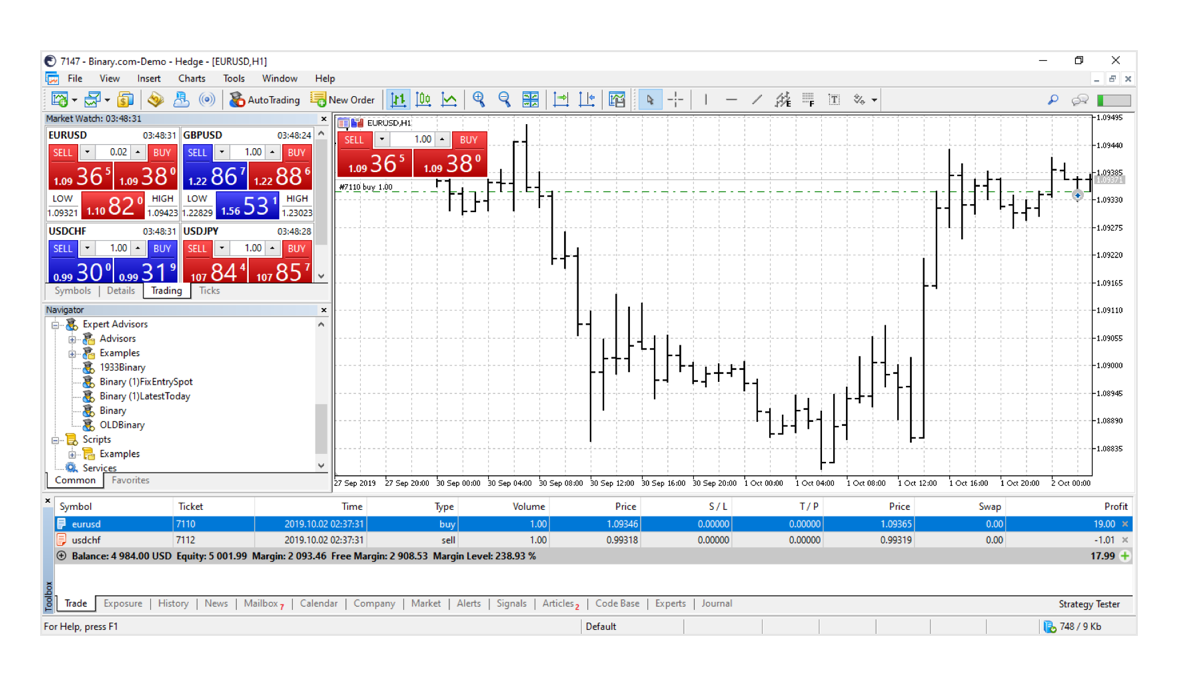 7147 - Binary.com-Demo - Hedge - [EURUSD,H1]
File View Insert Charts Tools Window Help
AutoTrading New Order
Market Watch: 03:48:31
EURUSD 03:48:31 GBPUSD 03:48:24
SELL 0.02 BUY SELL 1.00 BUY
1.09 36 5 1.09 38 0 1.22 86 7 1.22 88 6
LOW HIGH LOW HIGH
1.09321 1.10 82 0 1.09423 1.22829 1.56 53 1 1.23023
USDCHF 03:48:31 USDJPY 03:48:28
SELL 1.00 BUY SELL 1.00 BUY
0.99 30 0 0.99 31 9 107 84 4 107 85 7
Symbols Details Trading Ticks
Navigator
Expert Advisors
Advisors
Examples
1933Binary
Binary (1)FixEntrySpot
Binary (1)LatestToday
Binary
OLDBinary
Scripts
Examples
Services
Common Favorites
EURUSD,H1
SELL 1.00 BUY
1.09 36 5 1.09 38 0
#7110 buy 1.00
1.09495
1.09440
1.09385
1.09371
1.09330
1.09275
1.09220
1.09165
1.09110
1.09055
1.09000
1.08945
1.08890
1.08835
27 Sep 2019 27 Sep 20:00 30 Sep 00:00 30 Sep 04:00 30 Sep 08:00 30 Sep 12:00 30 Sep 16:00 30 Sep 20:00 1 Oct 00:00 1 Oct 04:00 1 Oct 08:00 1 Oct 12:00 1 Oct 16:00 1 Oct 20:00 2 Oct 00:00
Symbol Ticket Time Type Volume Price S / L T / P Price Swap Profit
eurusd 7110 2019.10.02 02:37:31 buy 1.00 1.09346 0.00000 0.00000 1.09365 0.00 19.00
usdchf 7112 2019.10.02 02:37:31 sell 1.00 0.99318 0.00000 0.00000 0.99319 0.00 -1.01
Balance: 4 984.00 USD Equity: 5 001.99 Margin: 2 093.46 Free Margin: 2 908.53 Margin Level: 238.93 % 17.99
Toolbox
Trade Exposure History News Mailbox 7 Calendar Company Market Alerts Signals Articles 2 Code Base Experts Journal Strategy Tester
For Help, press F1 Default 748 / 9 Kb